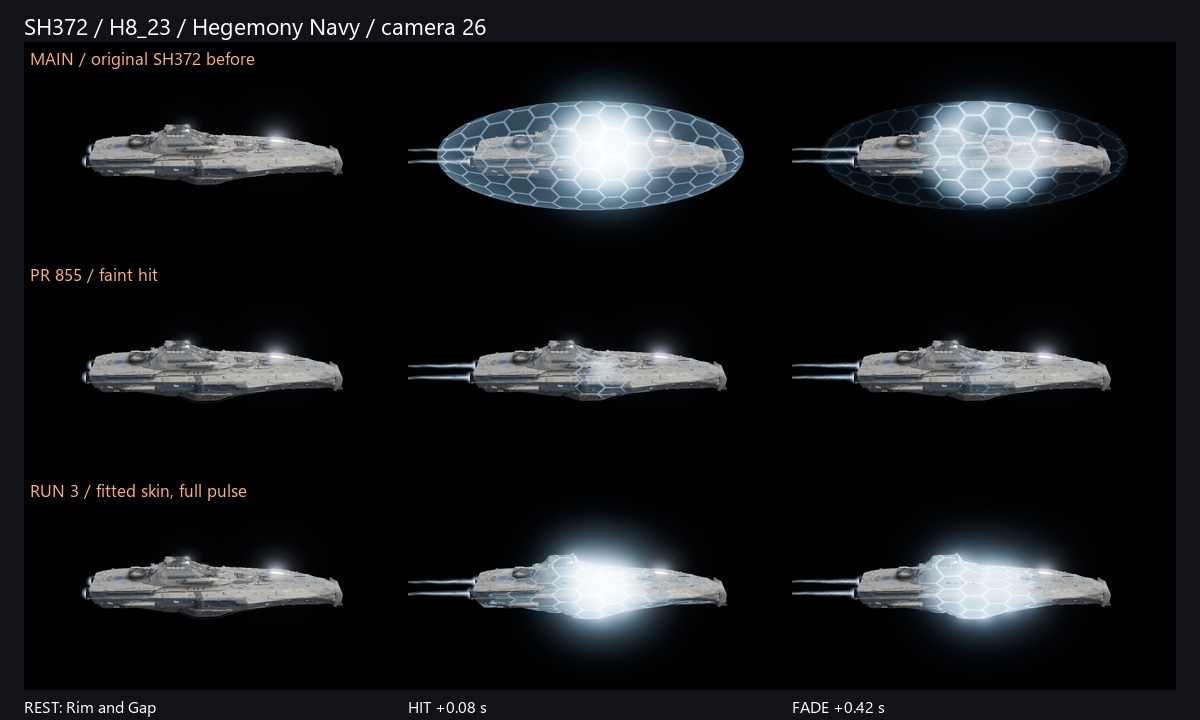 SH372 / H8_23 / Hegemony Navy / camera 26
MAIN / original SH372 before
PR 855 / faint hit
RUN 3 / fitted skin, full pulse
REST: Rim and Gap
HIT +0.08 s
FADE +0.42 s